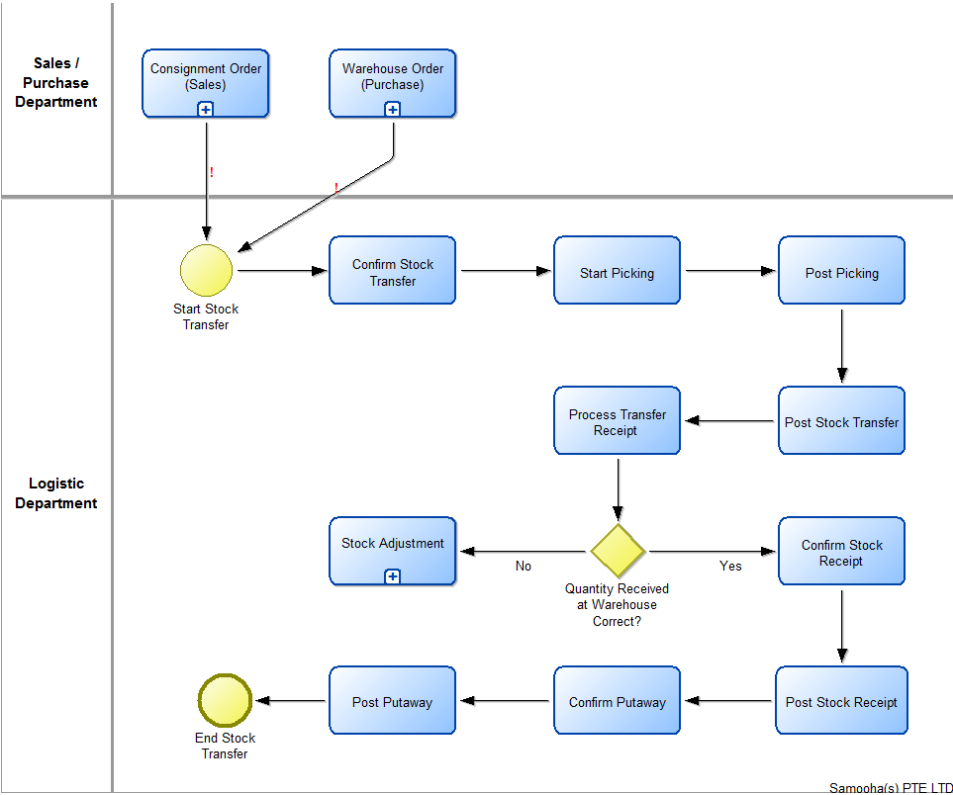 Sales /
Purchase
Department
Consignment Order
(Sales)
Warehouse Order
(Purchase)
!
!
Logistic
Department
Start Stock
Transfer
Confirm Stock
Transfer
Start Picking
Post Picking
Post Stock Transfer
Process Transfer
Receipt
Quantity Received
at Warehouse
Correct?
No
Yes
Stock Adjustment
Confirm Stock
Receipt
Post Stock Receipt
Confirm Putaway
Post Putaway
End Stock
Transfer
Samooha(s) PTE LTD